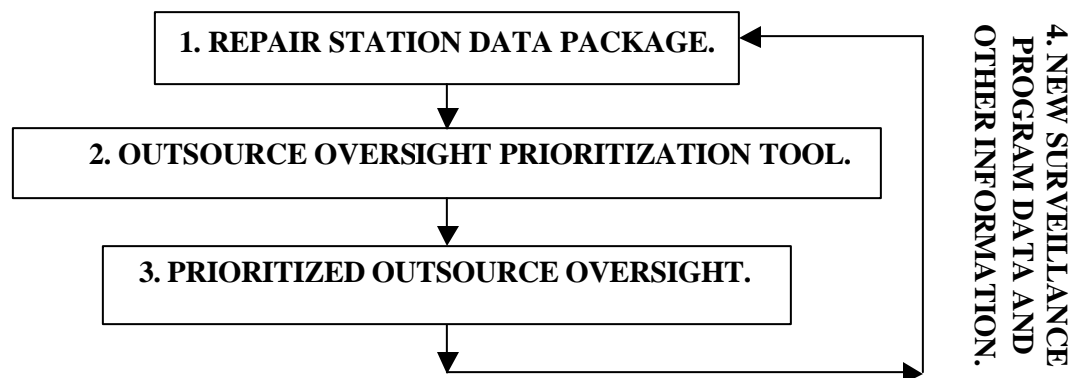 1. REPAIR STATION DATA PACKAGE.
2. OUTSOURCE OVERSIGHT PRIORITIZATION TOOL.
3. PRIORITIZED OUTSOURCE OVERSIGHT.
4. NEW SURVEILLANCE
PROGRAM DATA AND
OTHER INFORMATION.